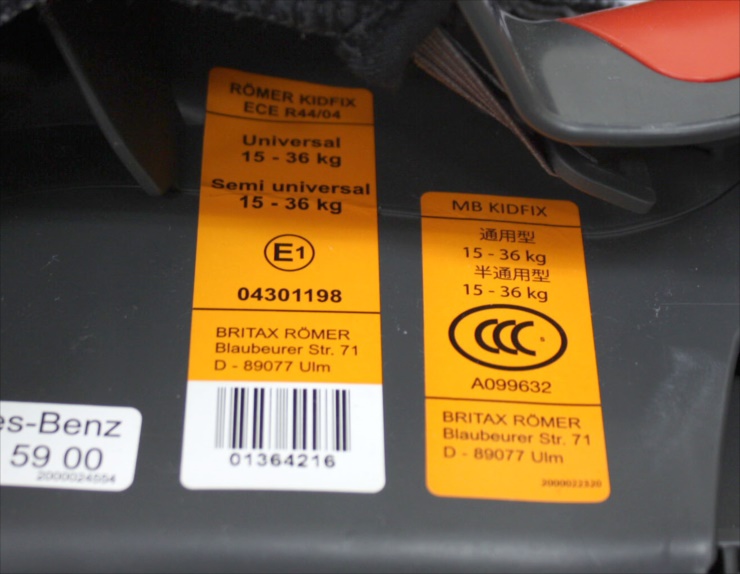 RÖMER KIDFIX
ECE R44/04
Universal
15 - 36 kg
Semi universal
15 - 36 kg
E1
04301198
BRITAX RÖMER
Blaubeurer Str. 71
D - 89077 Ulm
01364216
MB KIDFIX
通用型
15 - 36 kg
半通用型
15 - 36 kg
CCC
A099632
BRITAX RÖMER
Blaubeurer Str. 71
D - 89077 Ulm
2000022320
es-Benz
59 00
2000024554